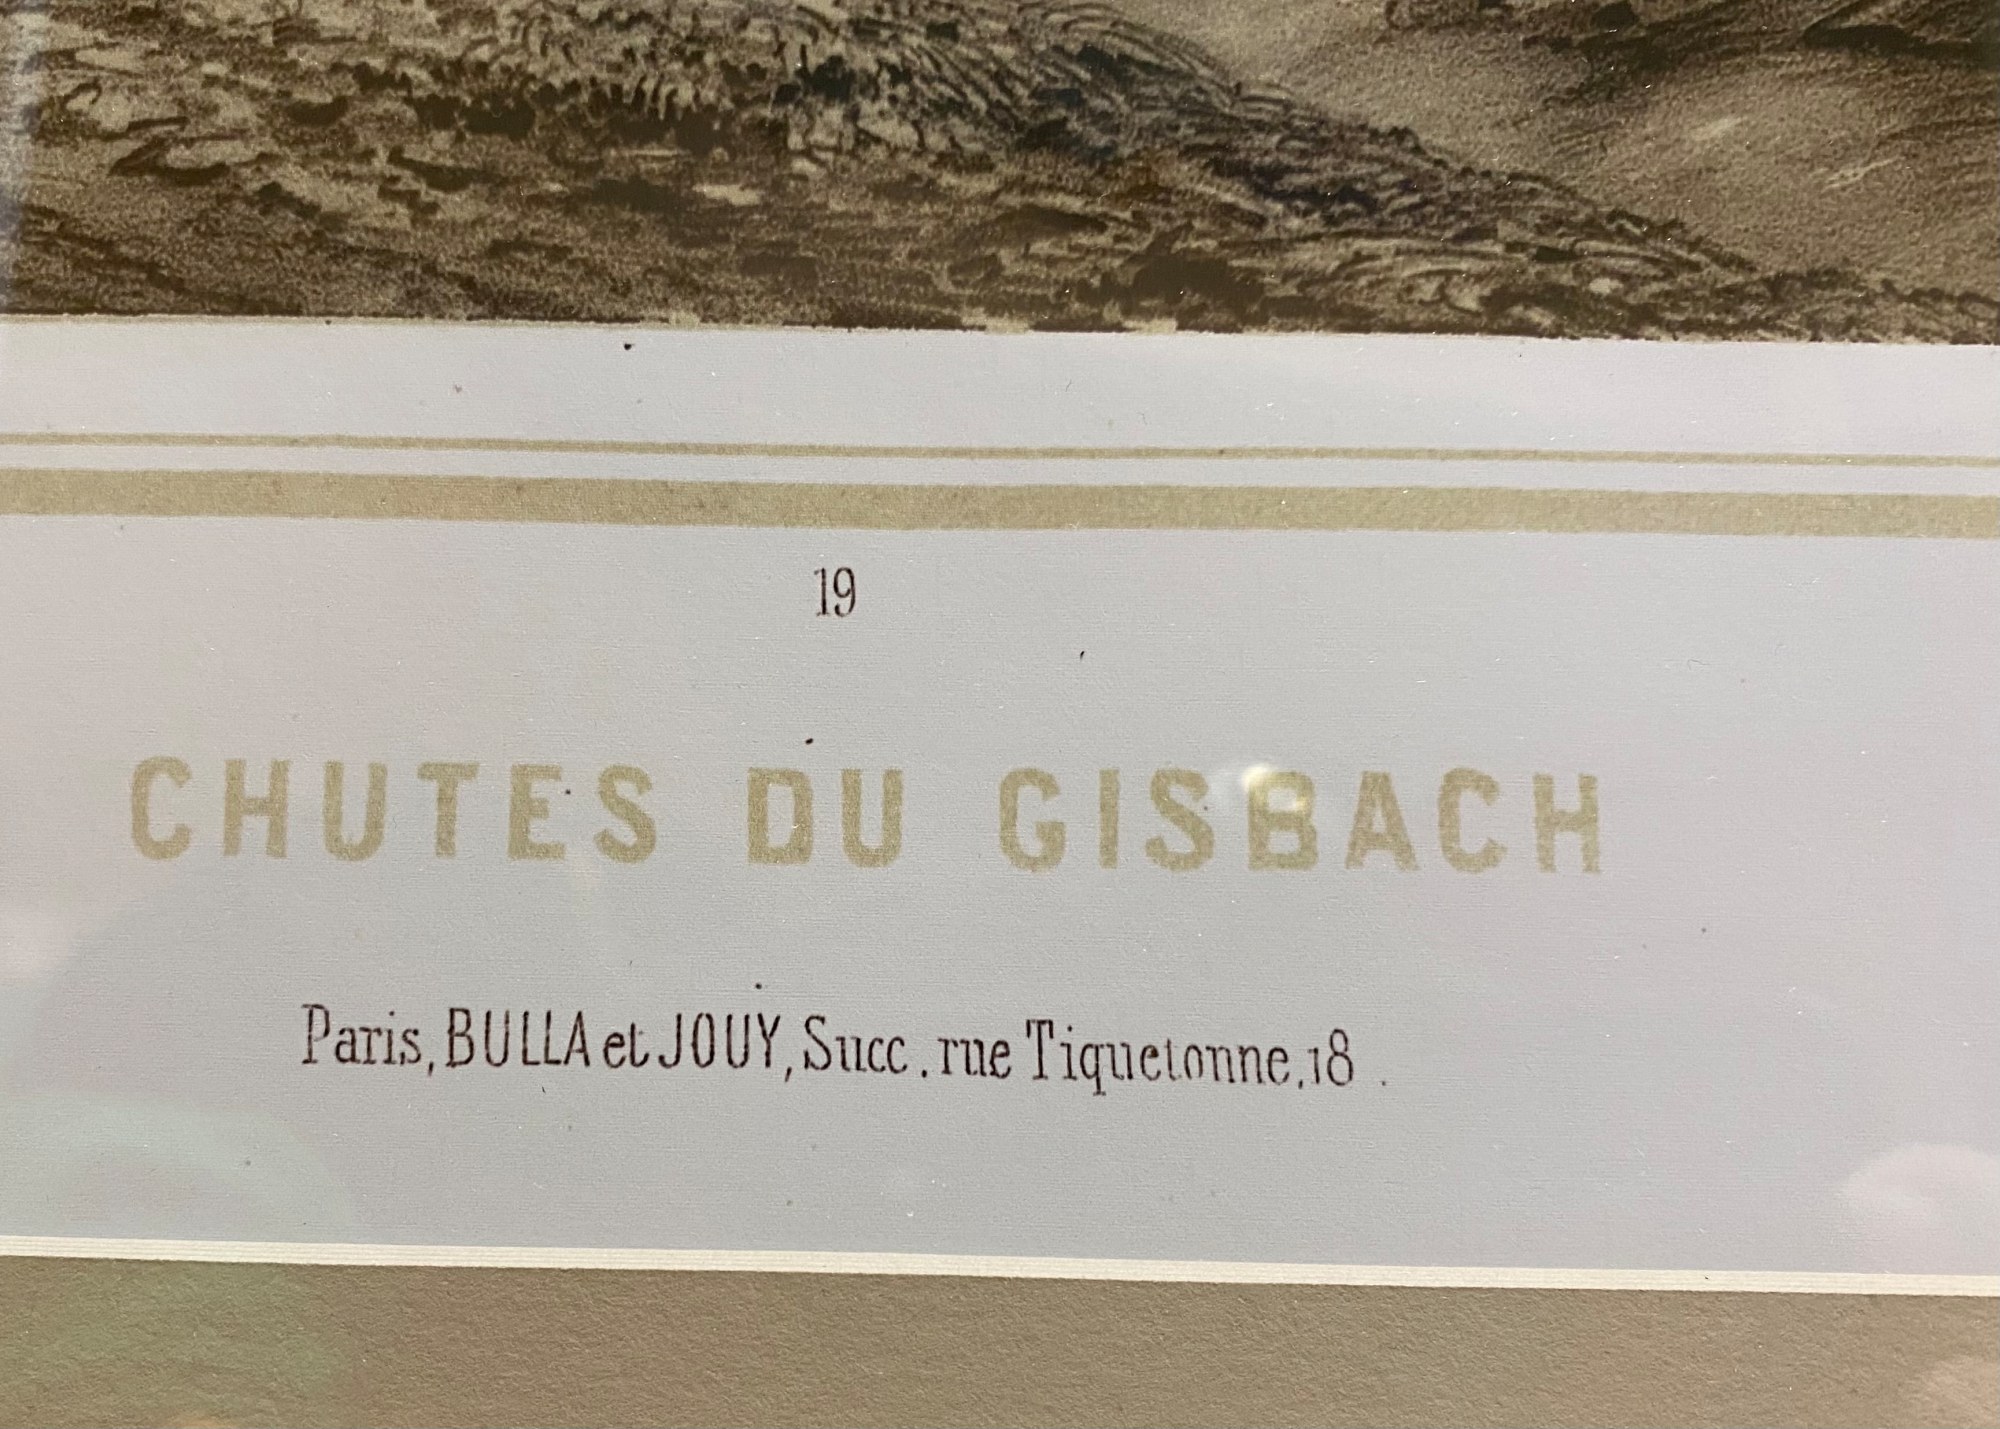 19
CHUTES DU GISBACH
Paris, BULLA et JOUY, Succ. rue Tiquetonne, 18.